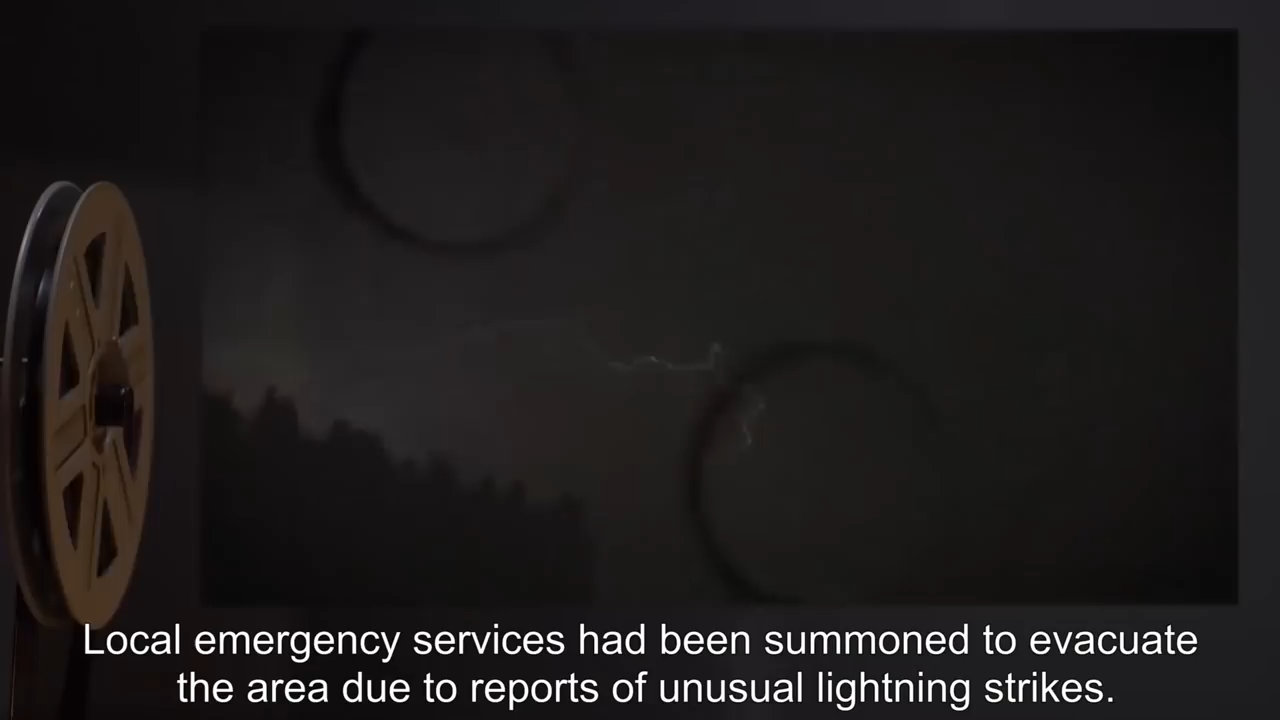 Local emergency services had been summoned to evacuate
the area due to reports of unusual lightning strikes.